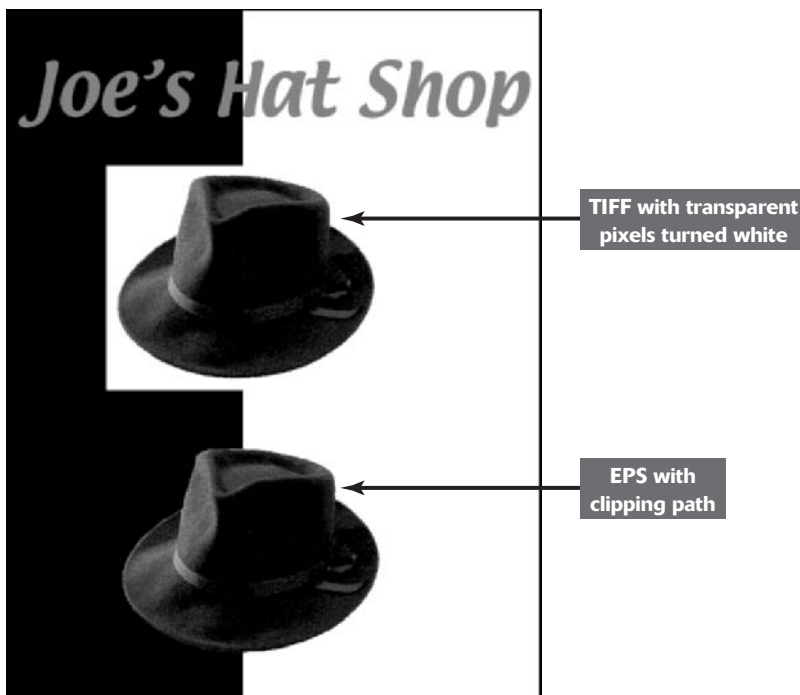 Joe's Hat Shop
TIFF with transparent
pixels turned white
EPS with
clipping path